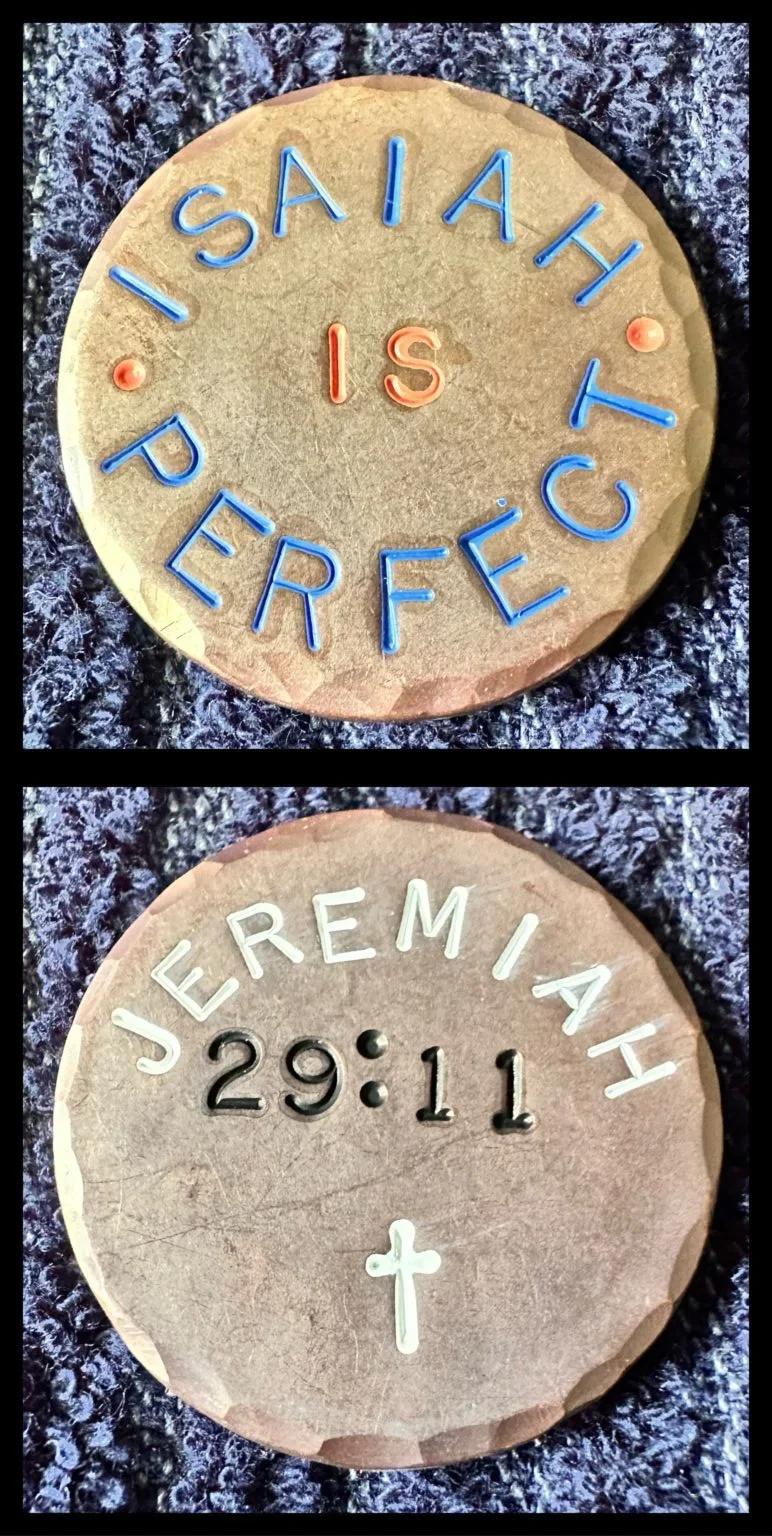 ISAIAH
IS
PERFECT
JEREMIAH
29:11